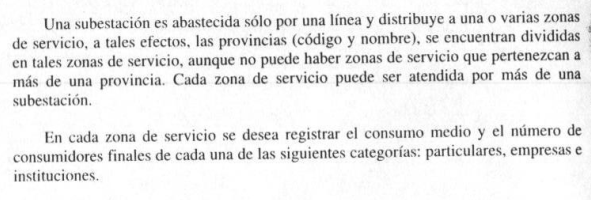 Una subestación es abastecida sólo por una línea y distribuye a una o varias zonas
de servicio, a tales efectos, las provincias (código y nombre), se encuentran divididas
en tales zonas de servicio, aunque no puede haber zonas de servicio que pertenezcan a
más de una provincia. Cada zona de servicio puede ser atendida por más de una
subestación.
En cada zona de servicio se desea registrar el consumo medio y el número de
consumidores finales de cada una de las siguientes categorías: particulares, empresas e
instituciones.